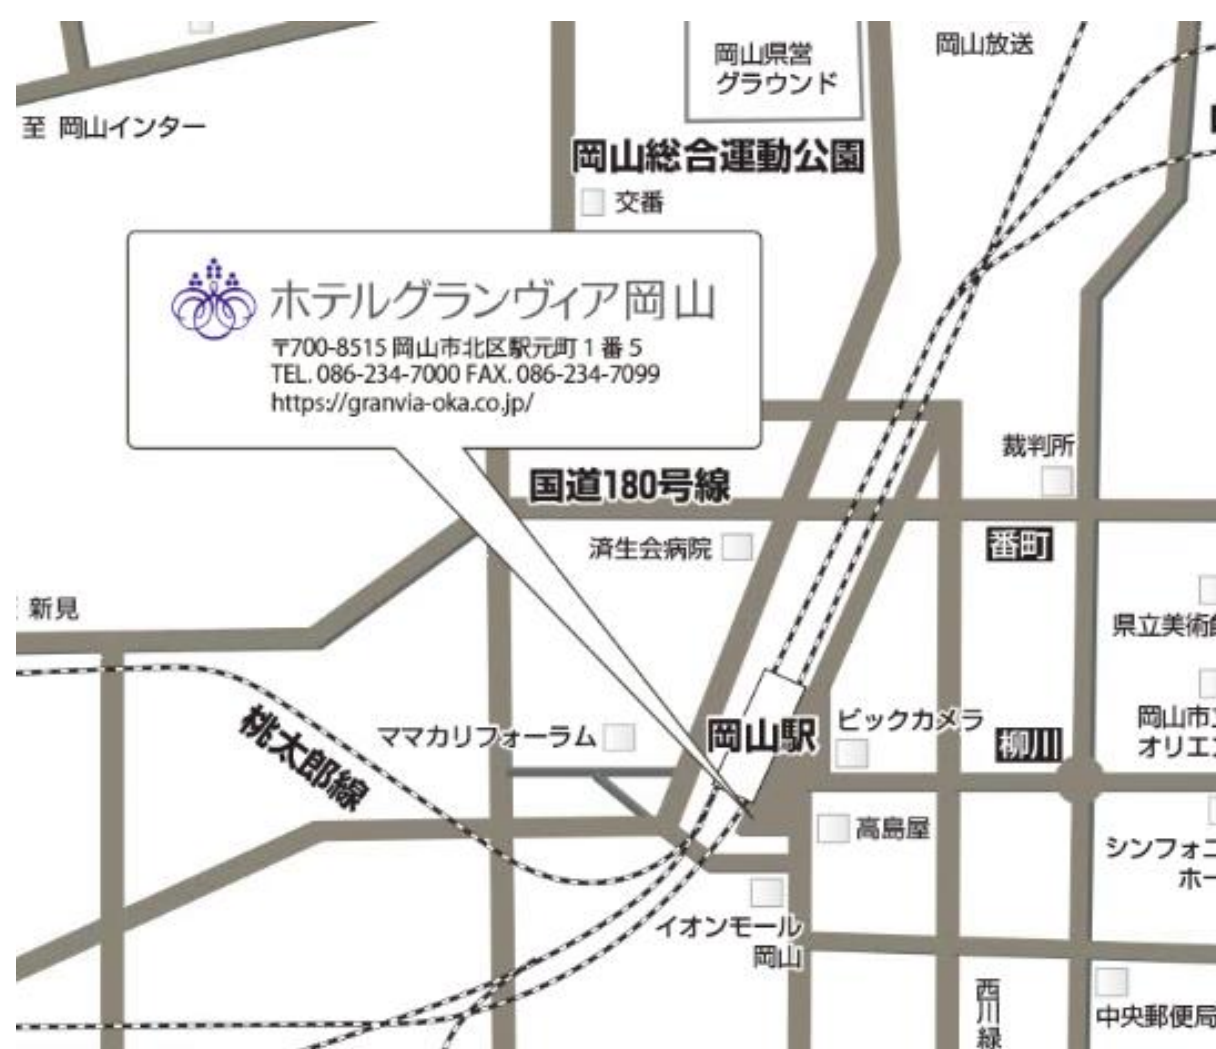 岡山県営
グラウンド
岡山放送
至 岡山インター
岡山総合運動公園
交番
ホテルグランヴィア岡山
〒700-8515 岡山市北区駅元町1番5
TEL. 086-234-7000 FAX. 086-234-7099
https://granvia-oka.co.jp/
裁判所
国道180号線
済生会病院
番町
新見
県立美術館
桃太郎線
ママカリフォーラム
岡山駅
ビックカメラ
柳川
岡山市立
オリエ
高島屋
シンフォニ
ホー
イオンモール
岡山
西川緑
中央郵便局